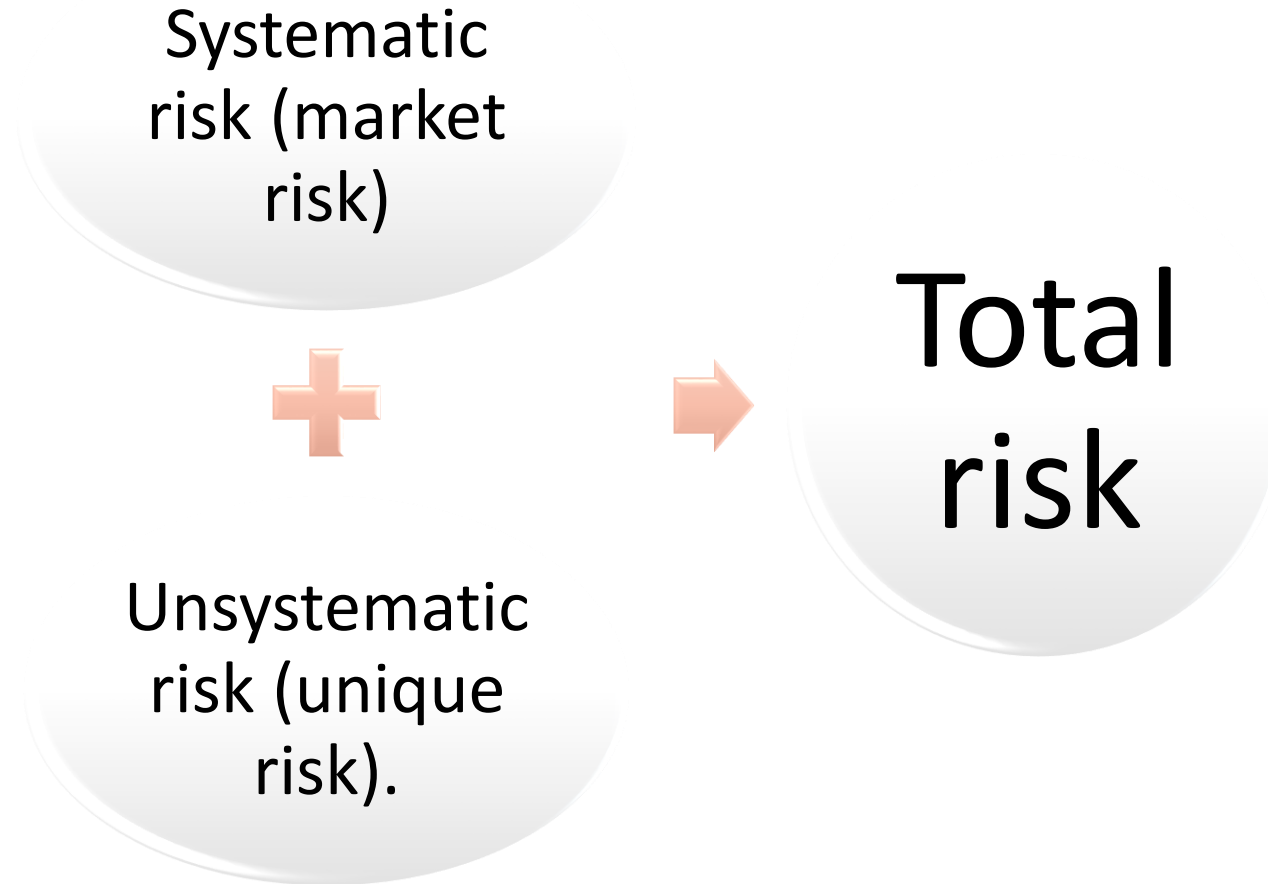 Systematic
risk (market
risk)
Unsystematic
risk (unique
risk).
Total
risk